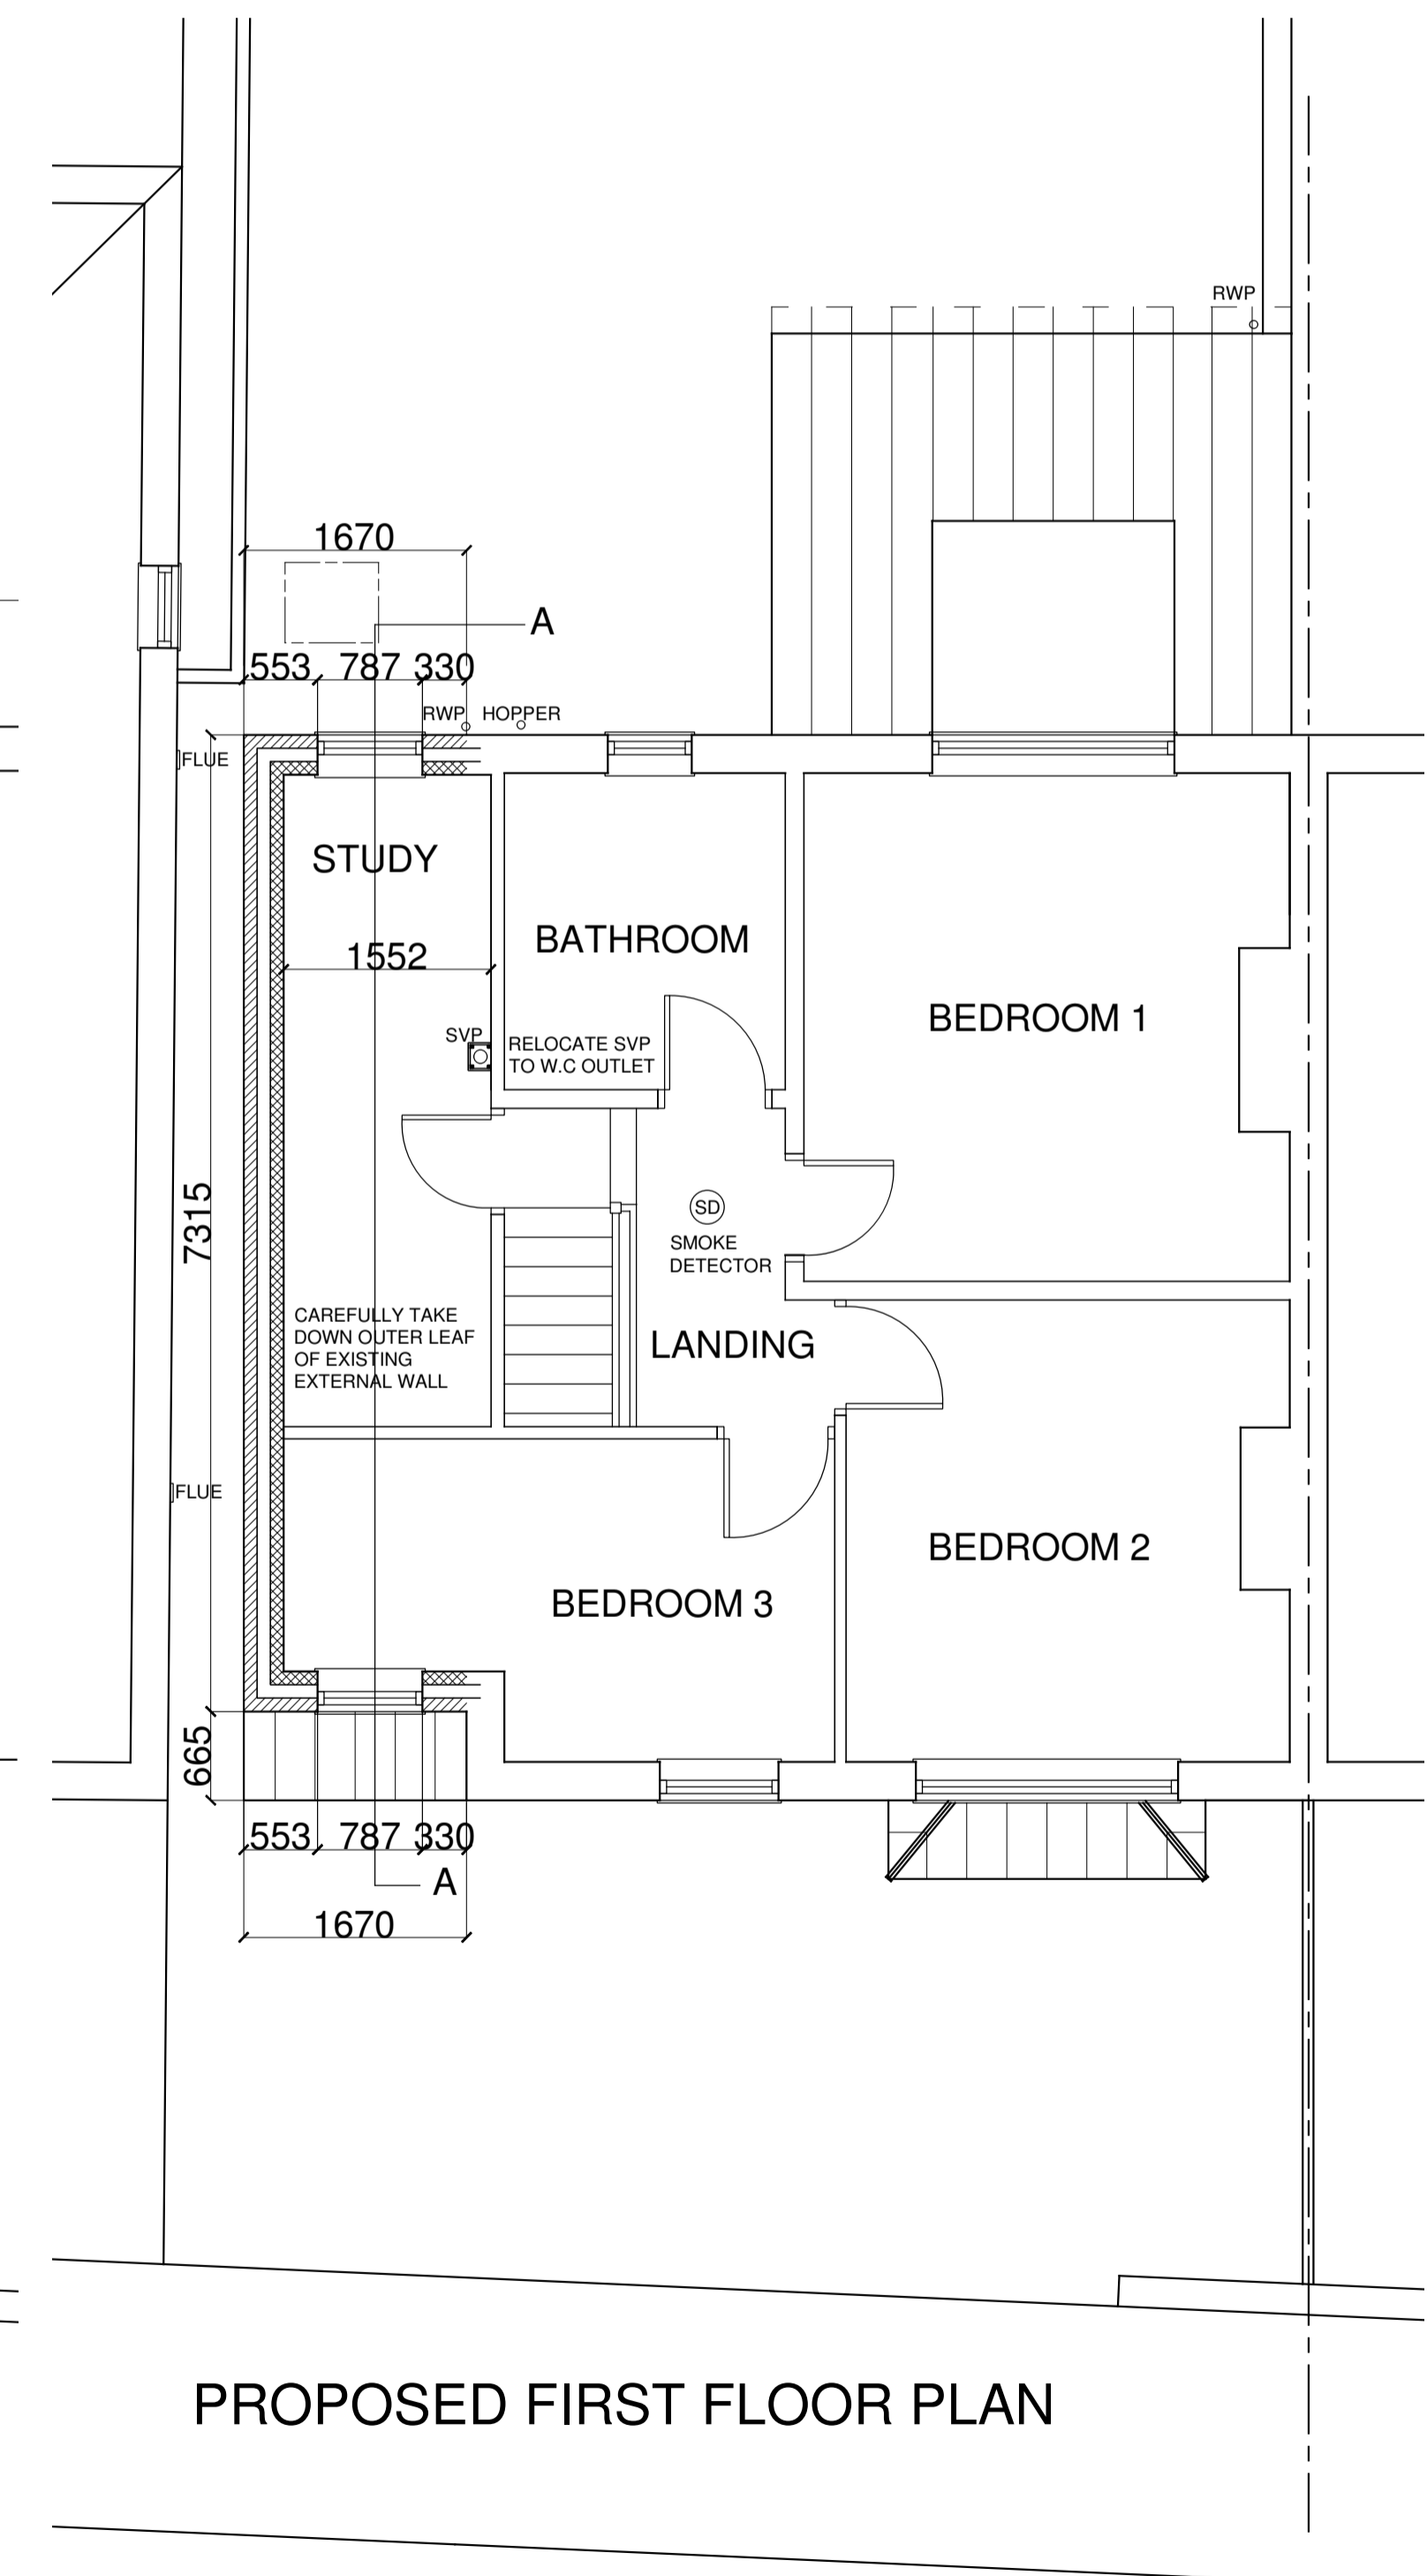 RWP
1670
A
553 787 330
RWP HOPPER
FLUE
STUDY
BATHROOM
1552
BEDROOM 1
SVP
RELOCATE SVP
TO W.C OUTLET
7315
SD
SMOKE
DETECTOR
CAREFULLY TAKE
DOWN OUTER LEAF
OF EXISTING
EXTERNAL WALL
LANDING
FLUE
BEDROOM 2
BEDROOM 3
665
553 787 330
A
1670
PROPOSED FIRST FLOOR PLAN